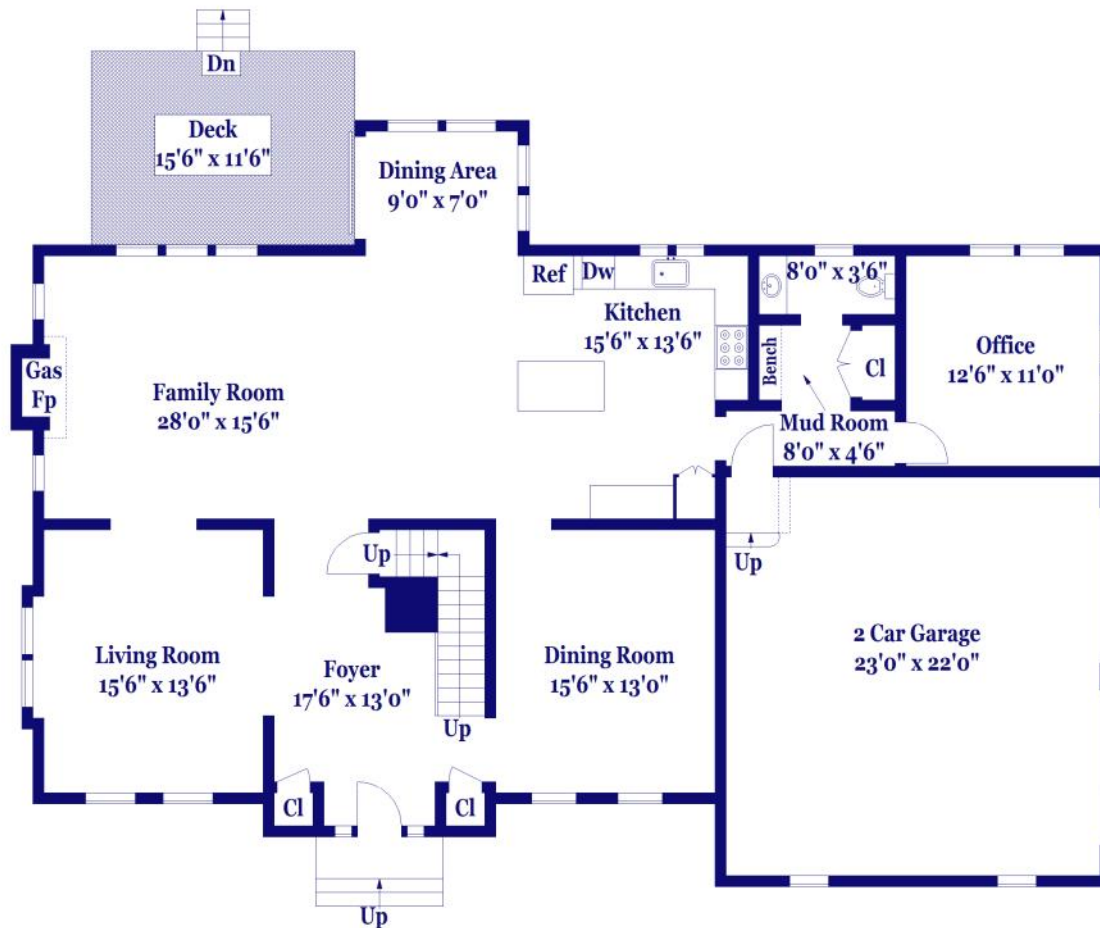 Dn
Deck
15'6" x 11'6"
Dining Area
9'0" x 7'0"
Ref
Dw
8'0" x 3'6"
Kitchen
15'6" x 13'6"
Bench
Cl
Office
12'6" x 11'0"
Gas
Fp
Family Room
28'0" x 15'6"
Mud Room
8'0" x 4'6"
Up
Up
Living Room
15'6" x 13'6"
Foyer
17'6" x 13'0"
Dining Room
15'6" x 13'0"
2 Car Garage
23'0" x 22'0"
Up
Cl
Cl
Up